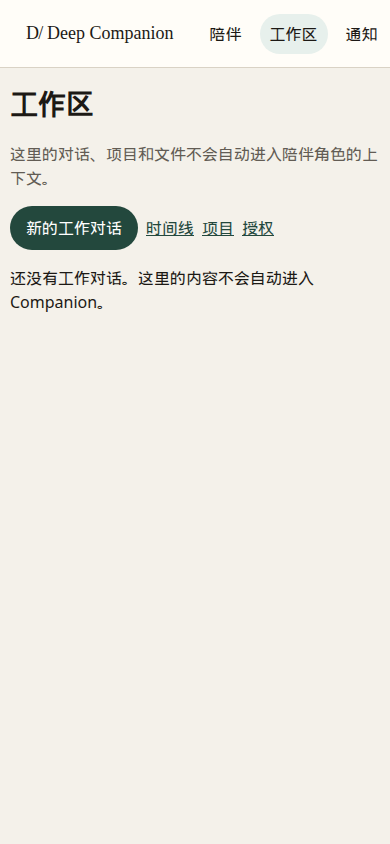 D/ Deep Companion 陪伴 工作区 通知
工作区
这里的对话、项目和文件不会自动进入陪伴角色的上
下文。
新的工作对话 时间线 项目 授权
还没有工作对话。这里的内容不会自动进入
Companion。